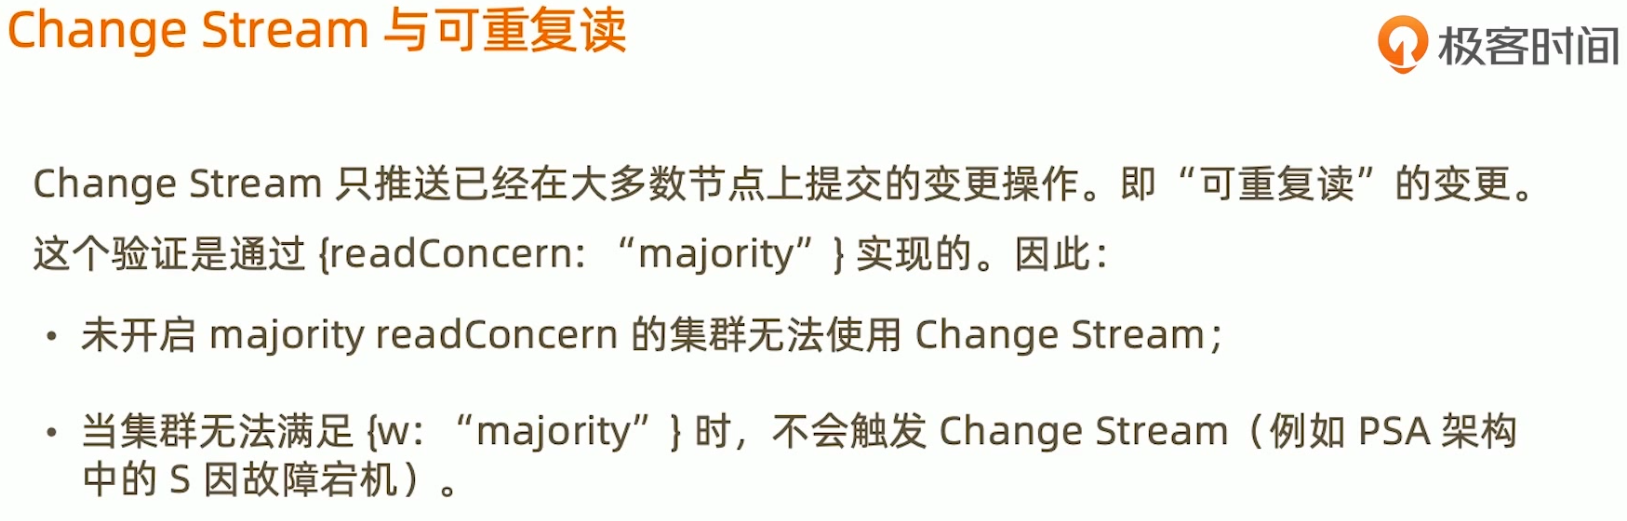 Change Stream 与可重复读
极客时间
Change Stream 只推送已经在大多数节点上提交的变更操作。即“可重复读”的变更。
这个验证是通过 {readConcern: “majority” } 实现的。因此：
• 未开启 majority readConcern 的集群无法使用 Change Stream；
• 当集群无法满足 {w: “majority” } 时，不会触发 Change Stream（例如 PSA 架构
中的 S 因故障宕机）。